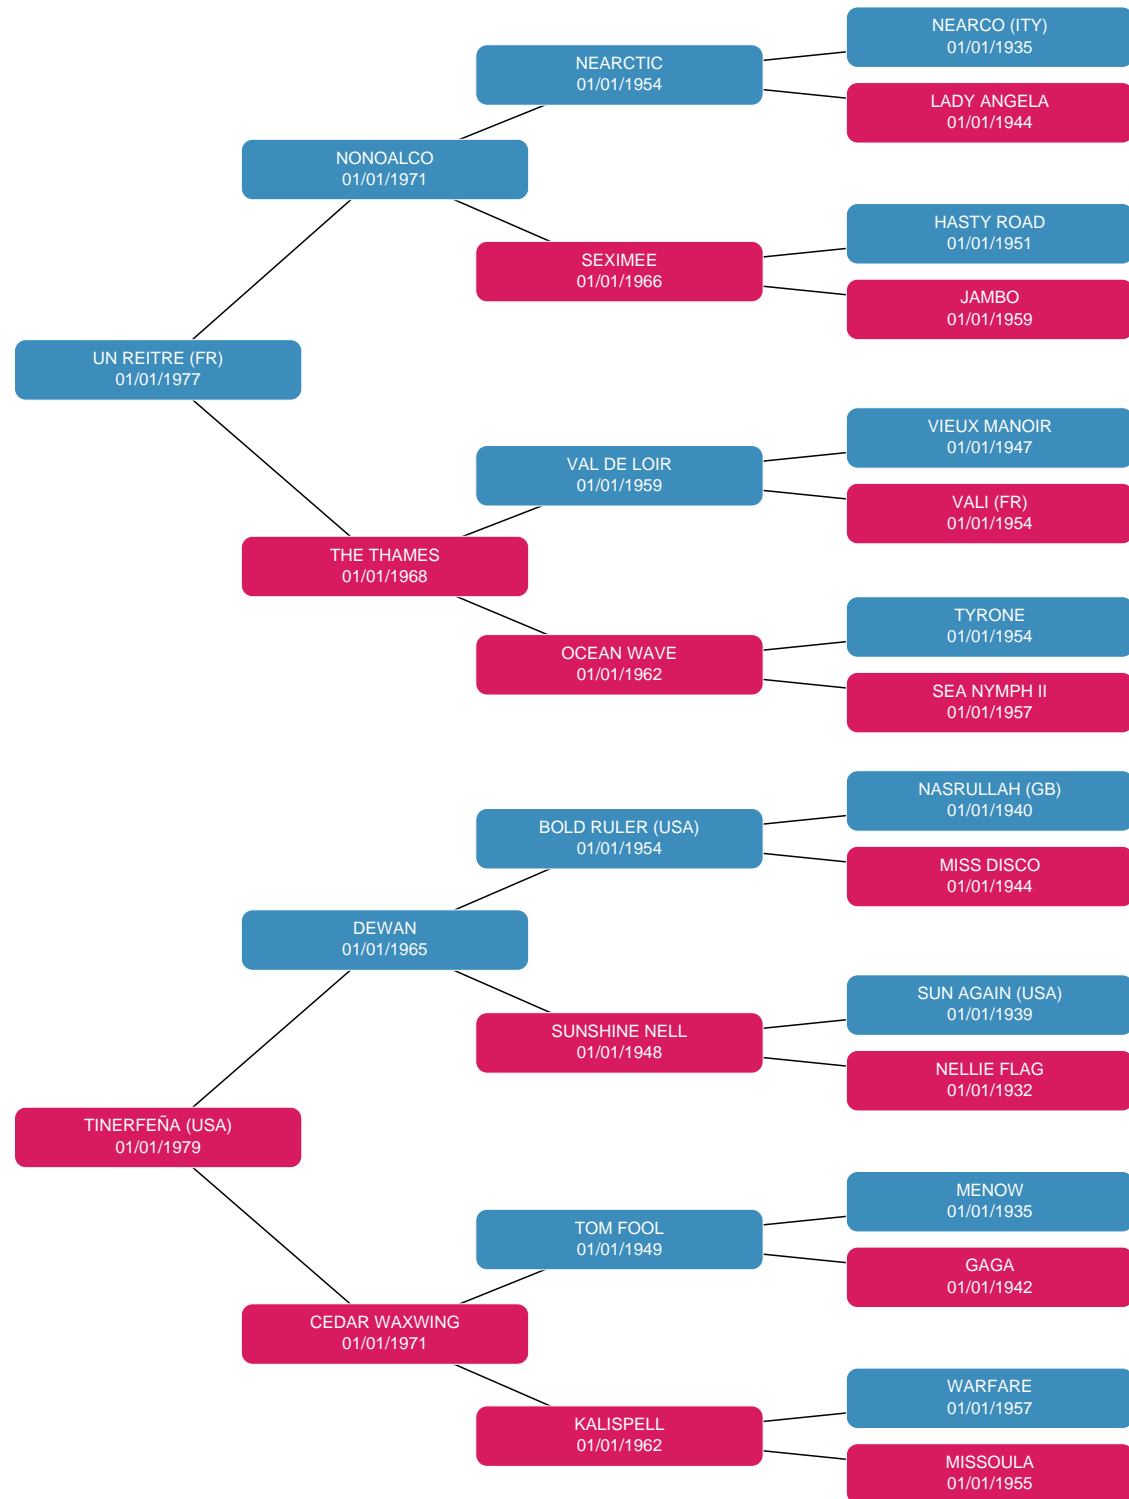 NEARCO (ITY)
01/01/1935
NEARCTIC
01/01/1954
LADY ANGELA
01/01/1944
NONOALCO
01/01/1971
HASTY ROAD
01/01/1951
SEXIMEE
01/01/1966
JAMBO
01/01/1959
UN REITRE (FR)
01/01/1977
VIEUX MANOIR
01/01/1947
VAL DE LOIR
01/01/1959
VALI (FR)
01/01/1954
THE THAMES
01/01/1968
TYRONE
01/01/1954
OCEAN WAVE
01/01/1962
SEA NYMPH II
01/01/1957
NASRULLAH (GB)
01/01/1940
BOLD RULER (USA)
01/01/1954
MISS DISCO
01/01/1944
DEWAN
01/01/1965
SUN AGAIN (USA)
01/01/1939
SUNSHINE NELL
01/01/1948
NELLIE FLAG
01/01/1932
TINERFEÑA (USA)
01/01/1979
MENOW
01/01/1935
TOM FOOL
01/01/1949
GAGA
01/01/1942
CEDAR WAXWING
01/01/1971
WARFARE
01/01/1957
KALISPELL
01/01/1962
MISSOULA
01/01/1955